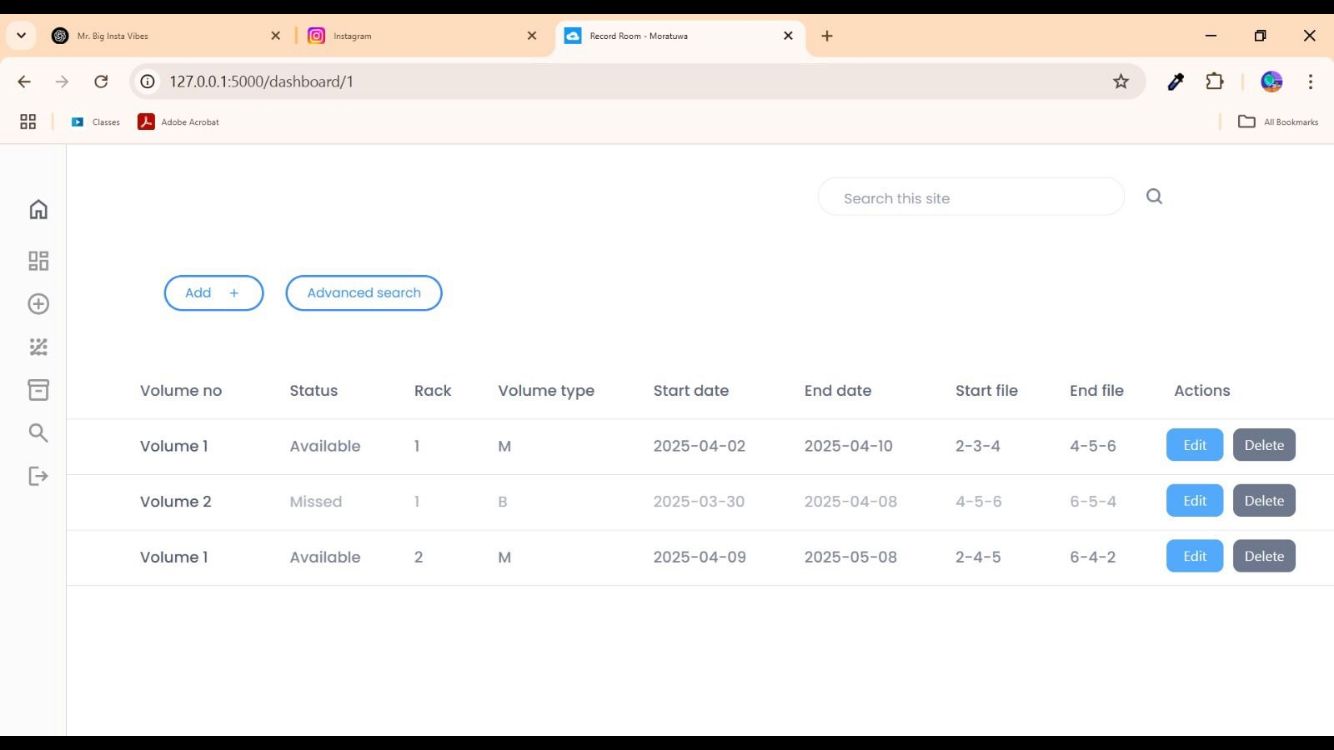 Mr. Big Insta Vibes
Instagram
Record Room - Moratuwa
127.0.0.1:5000/dashboard/1
Classes
Adobe Acrobat
All Bookmarks
Search this site
Add +
Advanced search
Volume no Status Rack Volume type Start date End date Start file End file Actions
Volume 1 Available 1 M 2025-04-02 2025-04-10 2-3-4 4-5-6 Edit Delete
Volume 2 Missed 1 B 2025-03-30 2025-04-08 4-5-6 6-5-4 Edit Delete
Volume 1 Available 2 M 2025-04-09 2025-05-08 2-4-5 6-4-2 Edit Delete